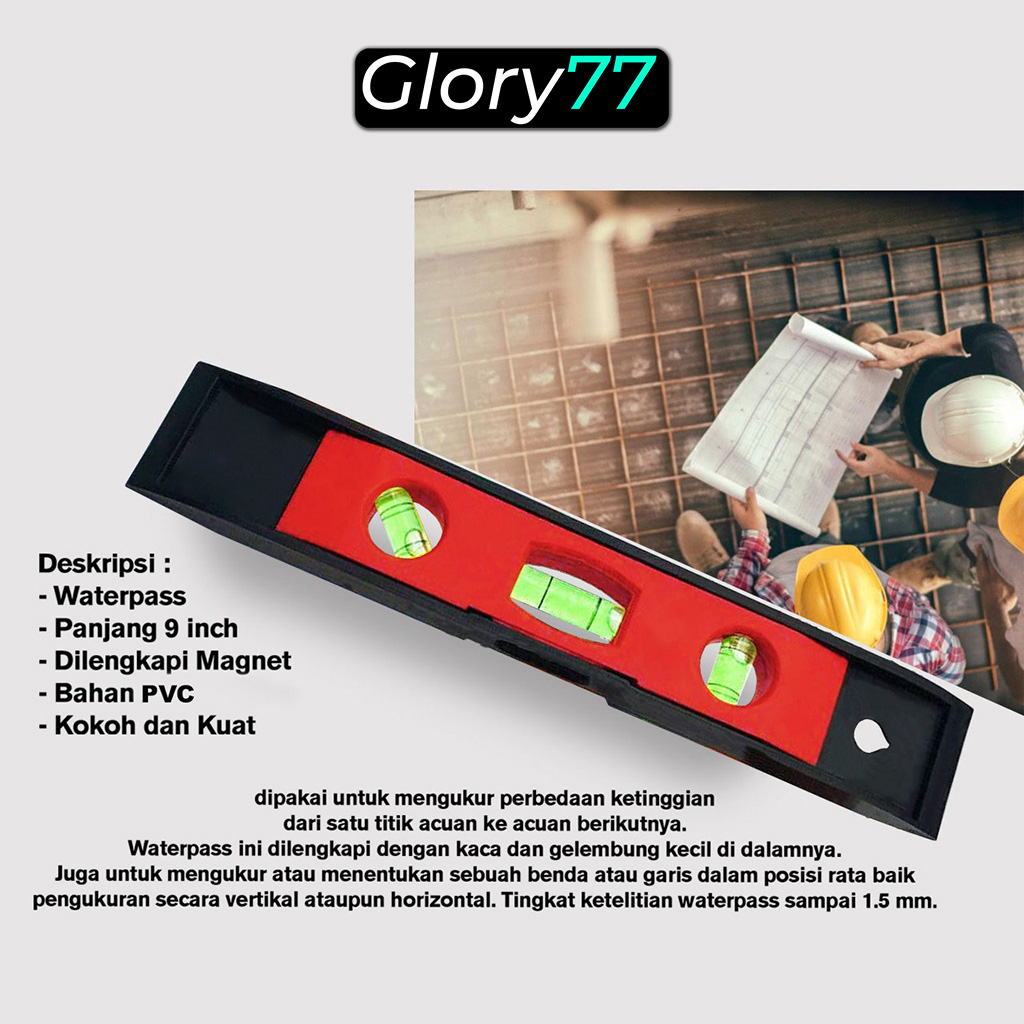 Glory77
Deskripsi :
- Waterpass
- Panjang 9 inch
- Dilengkapi Magnet
- Bahan PVC
- Kokoh dan Kuat
dipakai untuk mengukur perbedaan ketinggian
dari satu titik acuan ke acuan berikutnya.
Waterpass ini dilengkapi dengan kaca dan gelembung kecil di dalamnya.
Juga untuk mengukur atau menentukan sebuah benda atau garis dalam posisi rata baik
pengukuran secara vertikal ataupun horizontal. Tingkat ketelitian waterpass sampai 1.5 mm.